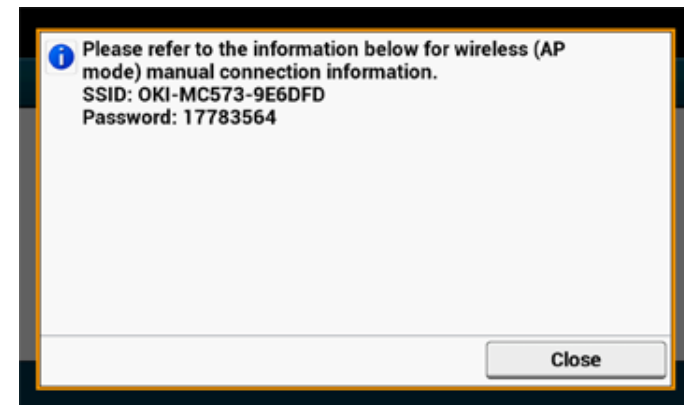 Please refer to the information below for wireless (AP
mode) manual connection information.
SSID: OKI-MC573-9E6DFD
Password: 17783564
Close